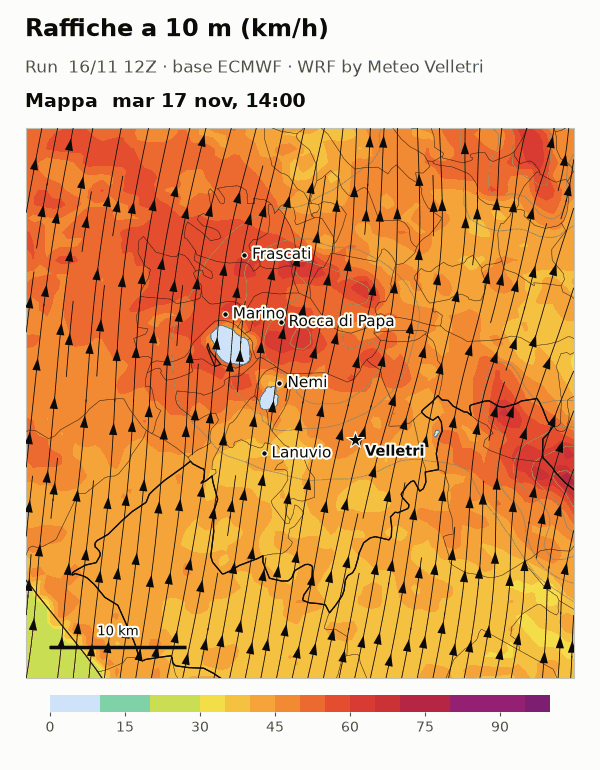 Raffiche a 10 m (km/h)
Run  16/11 12Z · base ECMWF · WRF by Meteo Velletri
Mappa  mar 17 nov, 14:00
Frascati
Marino
Rocca di Papa
Nemi
Velletri
Lanuvio
10 km
0 15 30 45 60 75 90